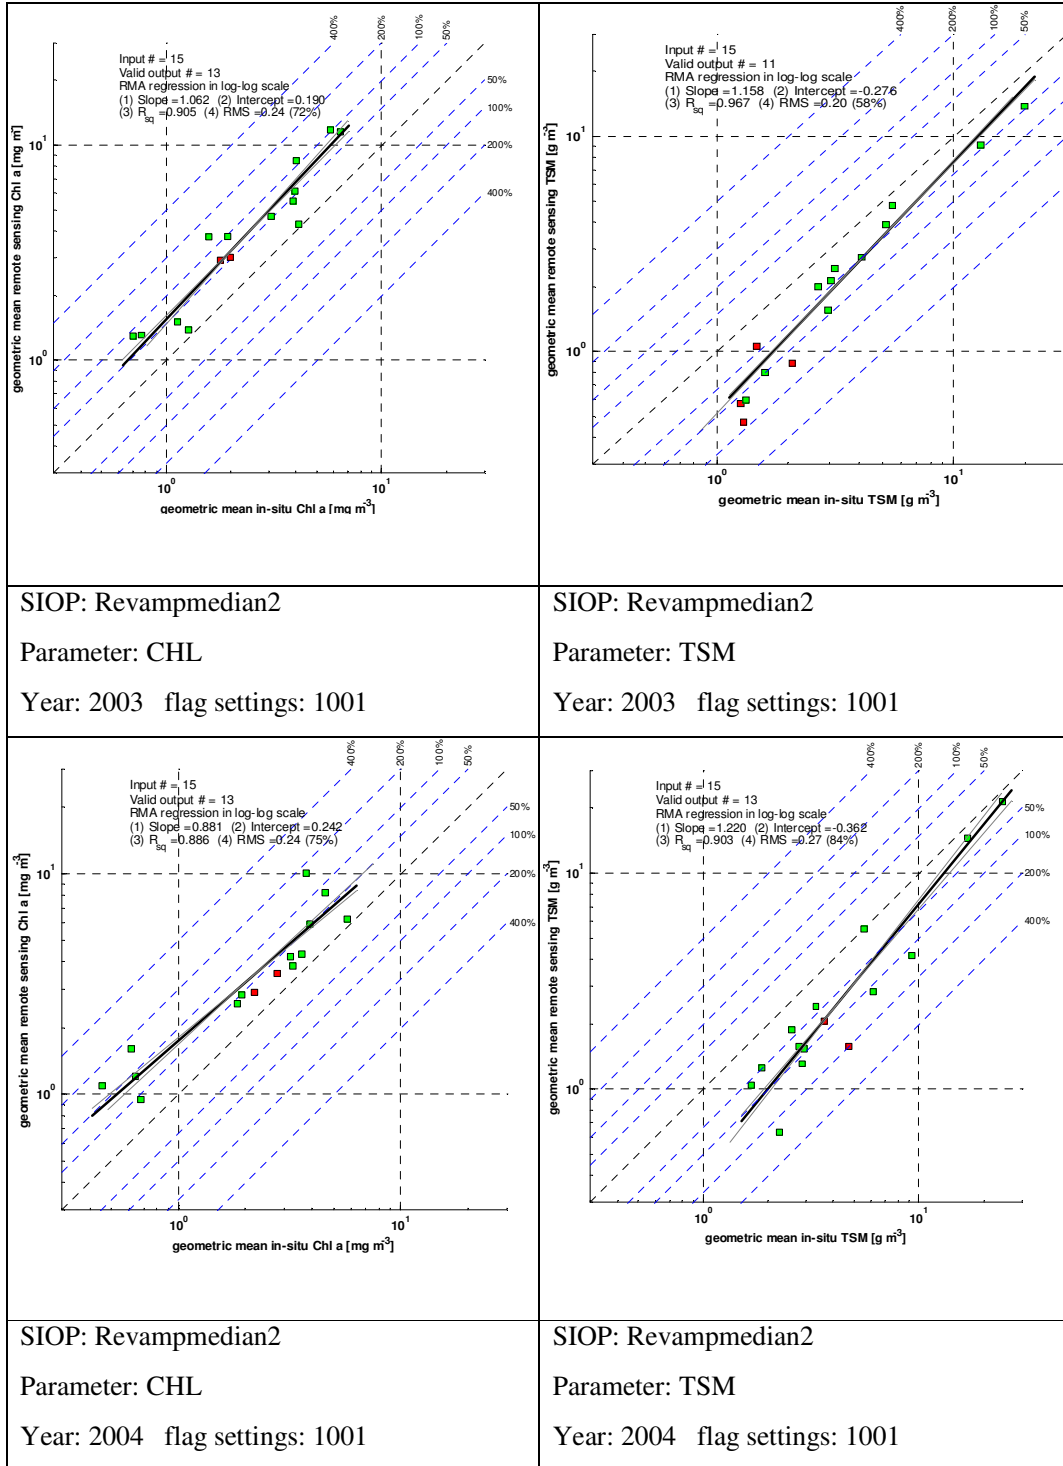 400%
200%
100%
50%
Input # = 15
Valid output # = 13
RMA regression in log-log scale
(1) Slope=1.062 (2) Intercept=0.190
(3) R_sq=0.905 (4) RMS=0.24 (72%)
50%
100%
200%
400%
geometric mean remote sensing Chl a [mg m^-3]
10^1
10^0
10^0
10^1
geometric mean in-situ Chl a [mg m^-3]
400%
200%
100%
50%
Input # = 15
Valid output # = 11
RMA regression in log-log scale
(1) Slope=1.158 (2) Intercept=-0.276
(3) R_sq=0.967 (4) RMS=0.20 (58%)
geometric mean remote sensing TSM [g m^-3]
10^1
10^0
10^0
10^1
geometric mean in-situ TSM [g m^-3]
SIOP: Revampmedian2
Parameter: CHL
Year: 2003 flag settings: 1001
SIOP: Revampmedian2
Parameter: TSM
Year: 2003 flag settings: 1001
400%
200%
100%
50%
Input # = 15
Valid output # = 13
RMA regression in log-log scale
(1) Slope=0.881 (2) Intercept=0.242
(3) R_sq=0.886 (4) RMS=0.24 (75%)
50%
100%
200%
400%
geometric mean remote sensing Chl a [mg m^-3]
10^1
10^0
10^0
10^1
geometric mean in-situ Chl a [mg m^-3]
400%
200%
100%
50%
Input # = 15
Valid output # = 13
RMA regression in log-log scale
(1) Slope=1.220 (2) Intercept=-0.362
(3) R_sq=0.903 (4) RMS=0.27 (84%)
50%
100%
200%
400%
geometric mean remote sensing TSM [g m^-3]
10^1
10^0
10^0
10^1
geometric mean in-situ TSM [g m^-3]
SIOP: Revampmedian2
Parameter: CHL
Year: 2004 flag settings: 1001
SIOP: Revampmedian2
Parameter: TSM
Year: 2004 flag settings: 1001